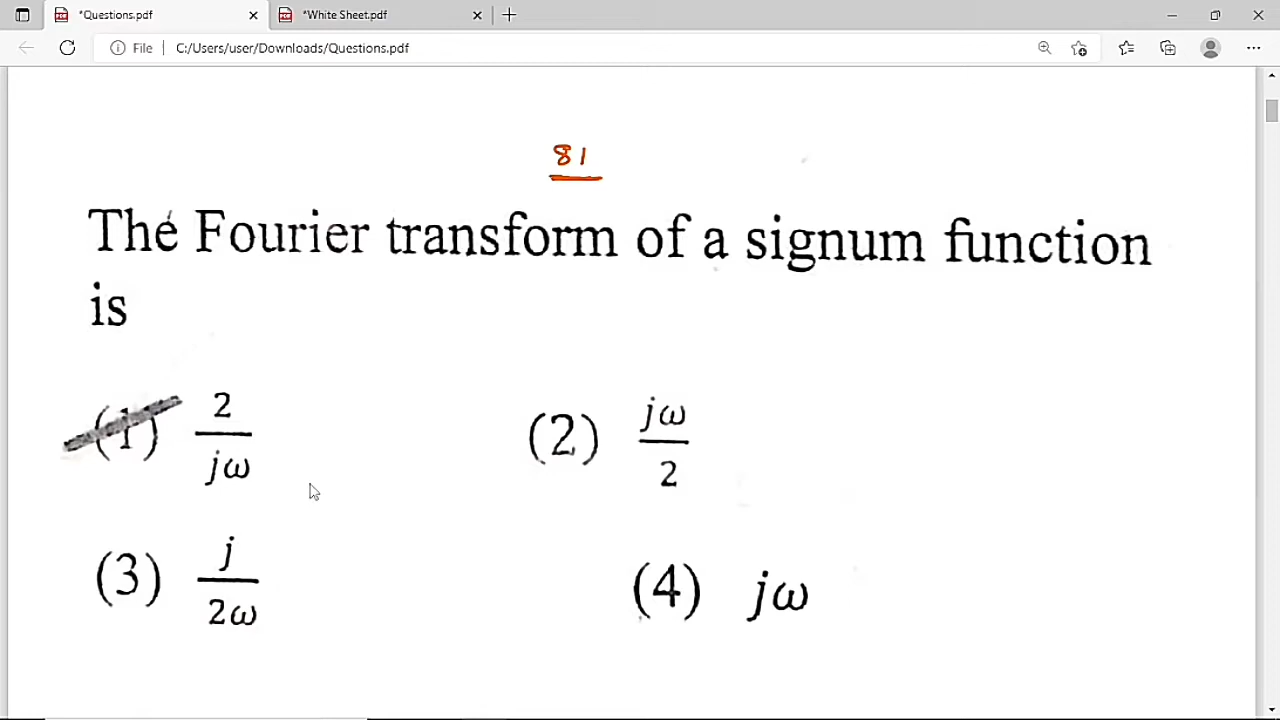 *Questions.pdf
*White Sheet.pdf
File C:/Users/user/Downloads/Questions.pdf
81
The Fourier transform of a signum function
is
(1) 2/jω (2) jω/2
(3) j/2ω (4) jω